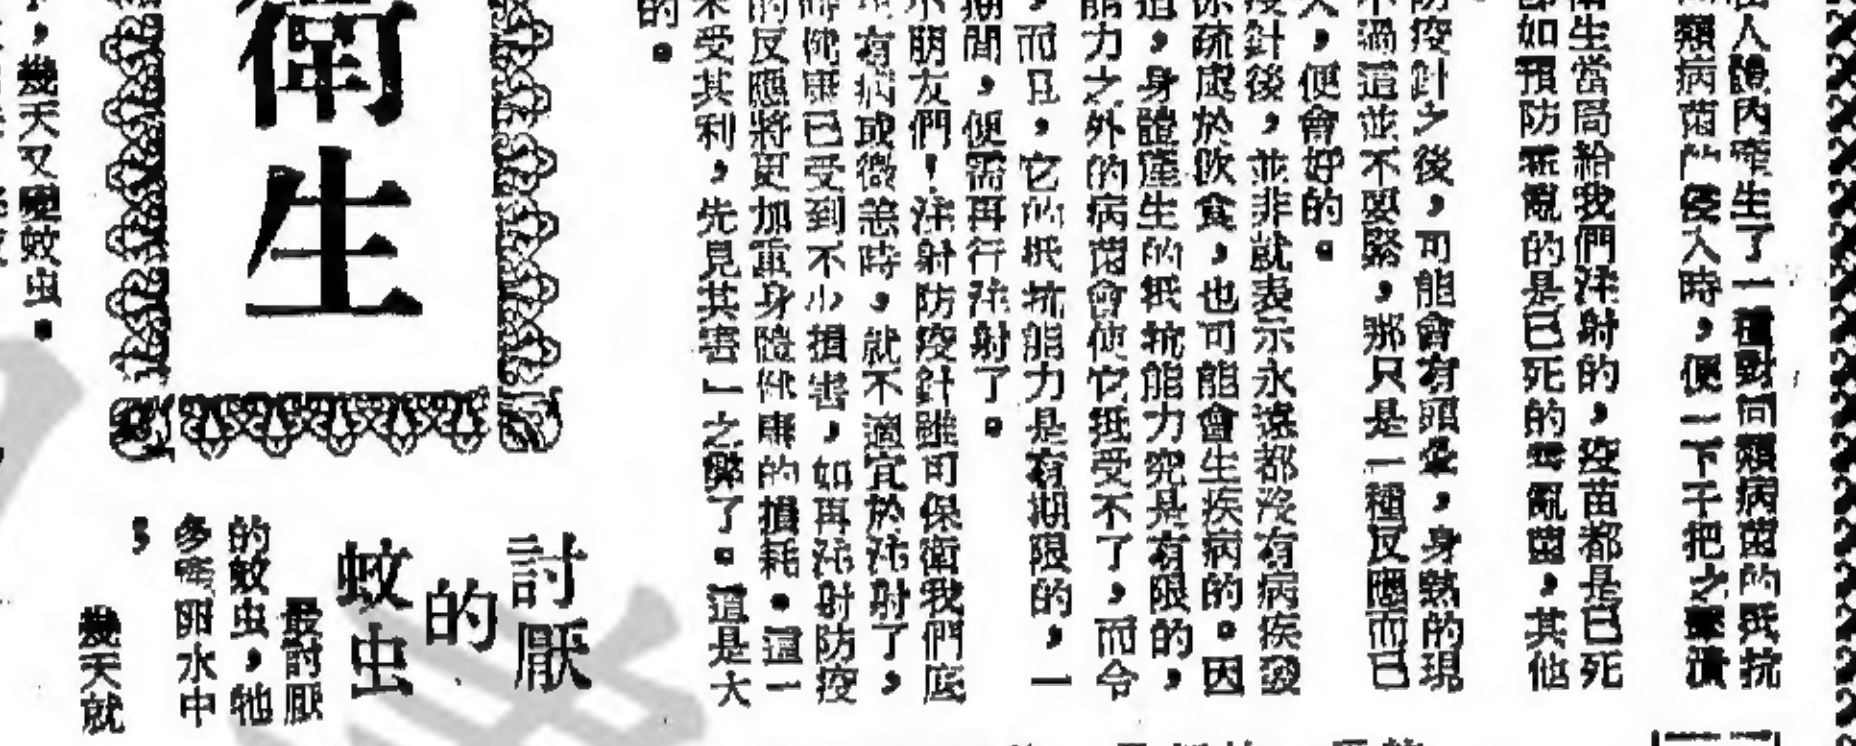 在人體內產生了一種對同類病菌的抵抗
同類病菌 侵入時，便一下子把之擊潰
衛生當局給我們注射的，疫苗都是已死
即如預防霍亂的是已死的霍亂菌，其他
防疫針之後，可能會有頭暈，身熱的現
不過這並不要緊，那只是一種反應而已
久，便會好的。
疫針後，並非就表示永遠都沒有病疾發
你疏虞於飲食，也可能會生疾病的。因
這，身體產生的抵抗能力究是有限的，
能力之外的病菌會使它抵受不了，而令
，而且，它的抵抗能力是有期限的，一
期間，便需再行注射了。
小朋友們！注射防疫針雖可保衛我們底
有病或微恙時，就不適宜於注射了，
健康已受到不少損害，如再注射防疫
的反應將更加重身體健康的損耗。這一
未受其利，先見其害」之弊了。這是大
的。
衛生
討厭
的
蚊虫
最討厭
的蚊虫，牠
多產卵水中
；
幾天就
，幾天又變蚊虫。